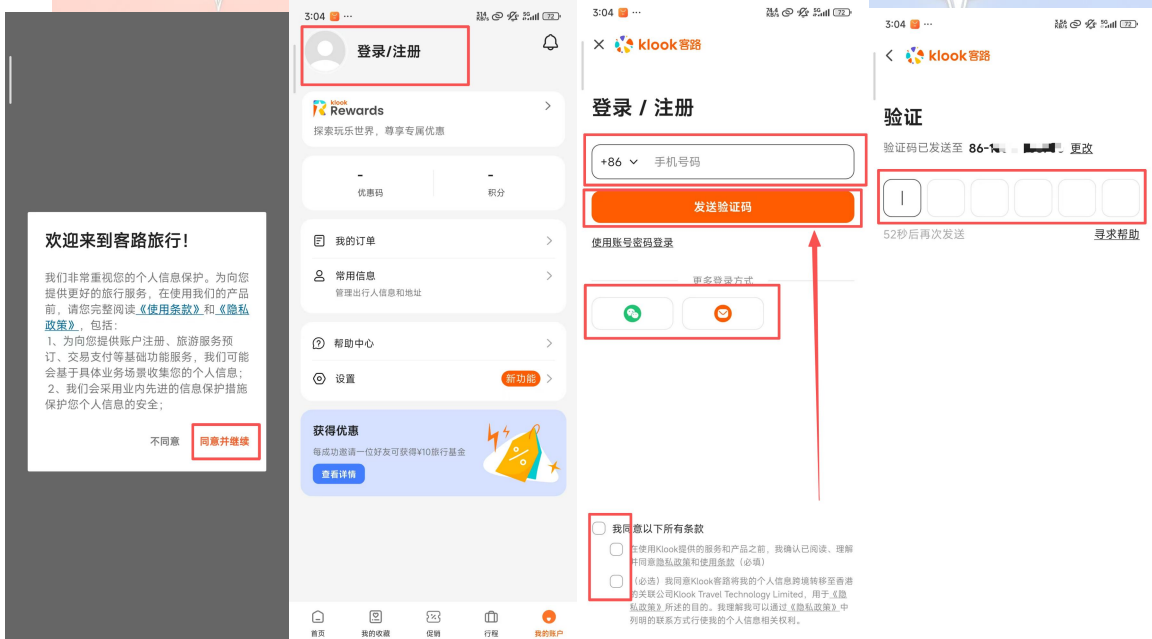 欢迎来到客路旅行！
我们非常重视您的个人信息保护。为向您
提供更好的旅行服务，在使用我们的产品
前，请您完整阅读《使用条款》和《隐私
政策》，包括：
1、为向您提供账户注册、旅游服务预
订、交易支付等基础功能服务，我们可能
会基于具体业务场景收集您的个人信息；
2、我们会采用业内先进的信息保护措施
保护您个人信息的安全；
不同意 同意并继续
3:04 ··· 72
登录/注册
klook
Rewards
探索玩乐世界，尊享专属优惠
- -
优惠码 积分
我的订单
常用信息
管理出行人信息和地址
帮助中心
设置 新功能
获得优惠
每成功邀请一位好友可获得¥10旅行基金
查看详情
首页 我的收藏 促销 行程 我的账户
3:04 ··· 72
klook客路
登录 / 注册
+86 手机号码
发送验证码
使用账号密码登录
更多登录方式
我同意以下所有条款
在使用Klook提供的服务和产品之前，我确认已阅读、理解
并同意隐私政策和使用条款（必填）
（必选）我同意Klook客路将我的个人信息跨境转移至香港
的关联公司Klook Travel Technology Limited，用于《隐
私政策》所述的目的。我理解我可以通过《隐私政策》中
列明的联系方式行使我的个人信息相关权利。
3:04 ··· 72
klook客路
验证
验证码已发送至 86-1 更改
52秒后再次发送 寻求帮助